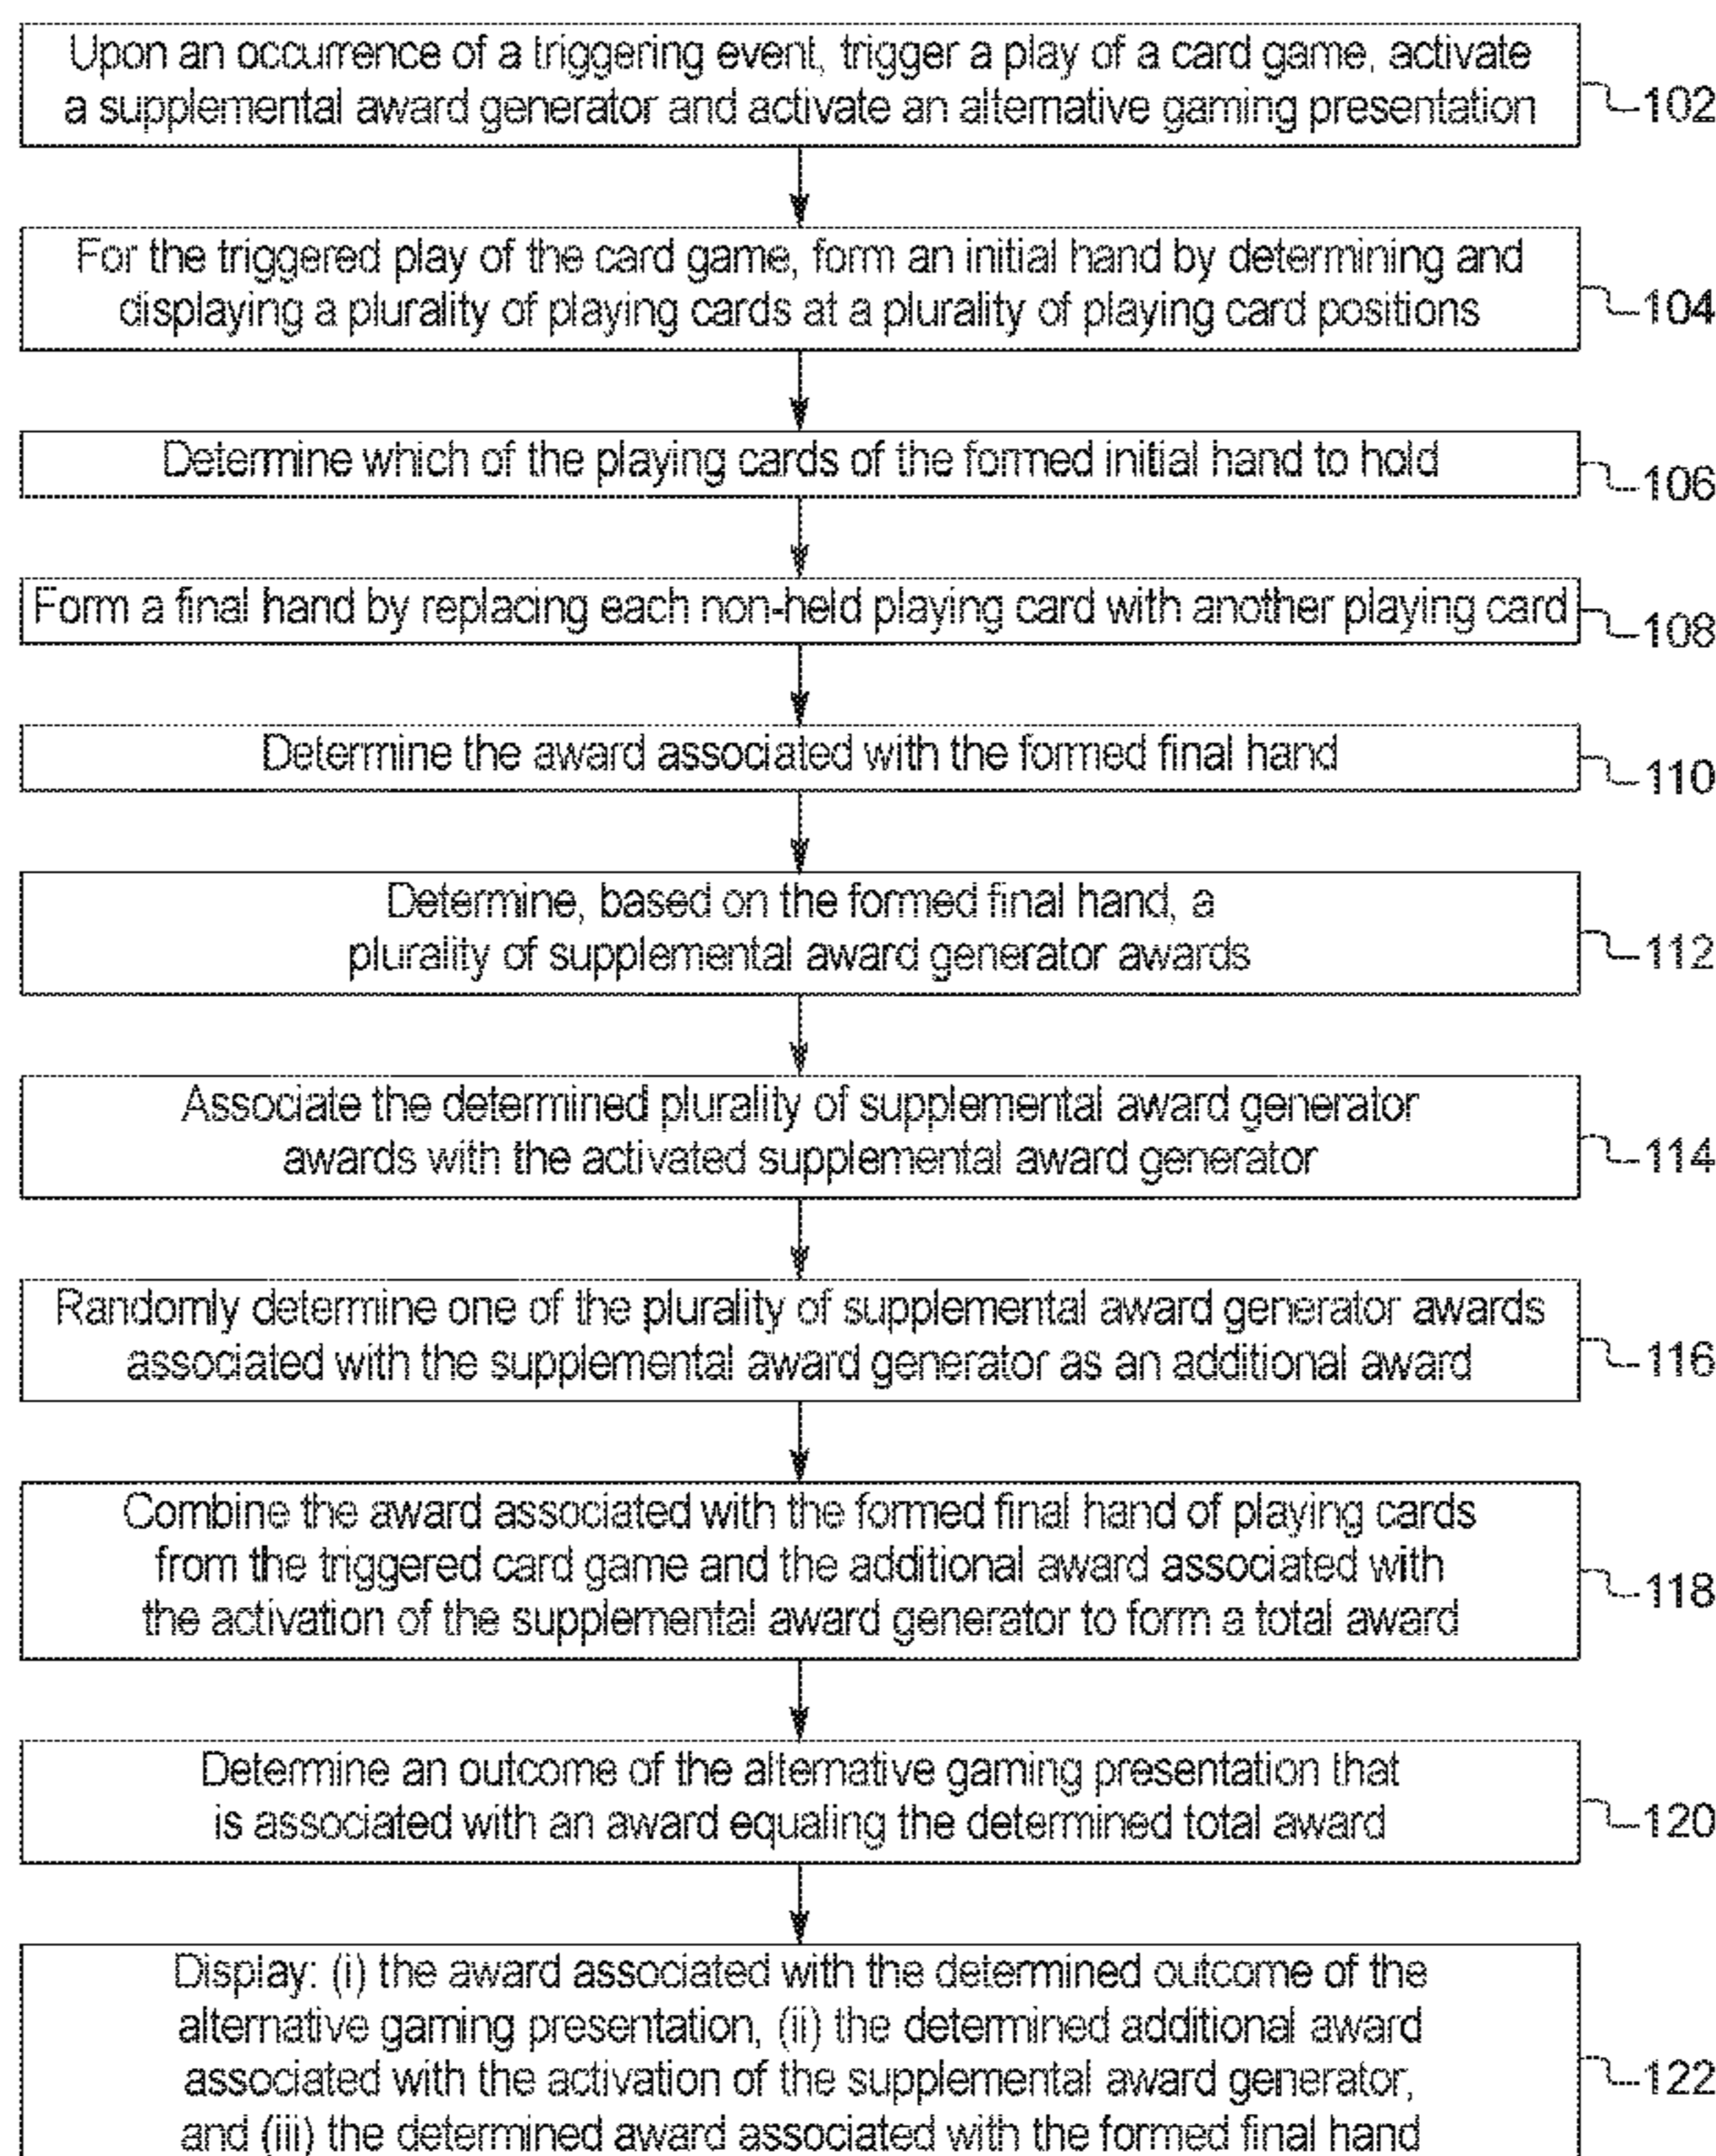 Upon an occurrence of a triggering event, trigger a play of a card game, activate
a supplemental award generator and activate an alternative gaming presentation
102
For the triggered play of the card game, form an initial hand by determining and
displaying a plurality of playing cards at a plurality of playing card positions
104
Determine which of the playing cards of the formed initial hand to hold
106
Form a final hand by replacing each non-held playing card with another playing card
108
Determine the award associated with the formed final hand
110
Determine, based on the formed final hand, a
plurality of supplemental award generator awards
112
Associate the determined plurality of supplemental award generator
awards with the activated supplemental award generator
114
Randomly determine one of the plurality of supplemental award generator awards
associated with the supplemental award generator as an additional award
116
Combine the award associated with the formed final hand of playing cards
from the triggered card game and the additional award associated with
the activation of the supplemental award generator to form a total award
118
Determine an outcome of the alternative gaming presentation that
is associated with an award equaling the determined total award
120
Display: (i) the award associated with the determined outcome of the
alternative gaming presentation, (ii) the determined additional award
associated with the activation of the supplemental award generator,
and (iii) the determined award associated with the formed final hand
122